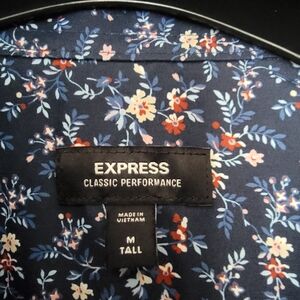 EXPRESS
CLASSIC PERFORMANCE
MADE IN
VIETNAM
M
TALL